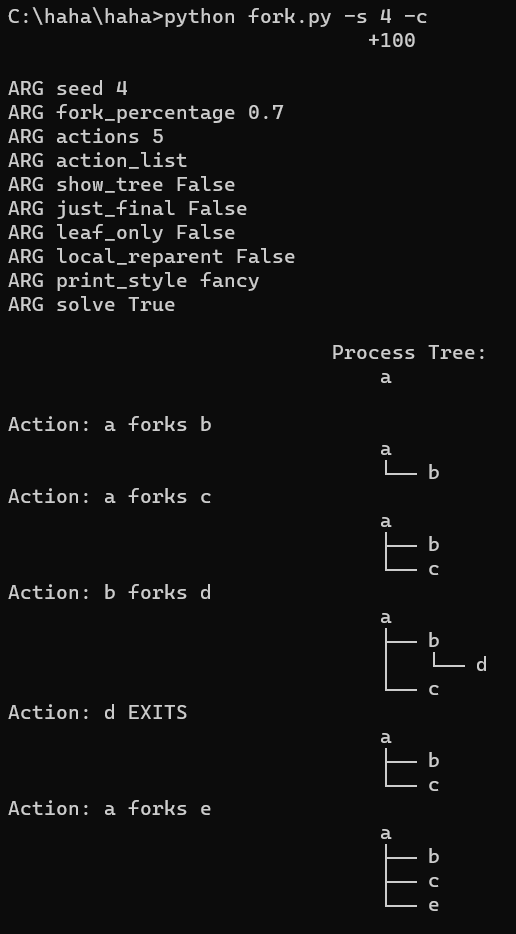 C:\haha\haha>python fork.py -s 4 -c
+100
ARG seed 4
ARG fork_percentage 0.7
ARG actions 5
ARG action_list
ARG show_tree False
ARG just_final False
ARG leaf_only False
ARG local_reparent False
ARG print_style fancy
ARG solve True
Process Tree:
a
Action: a forks b
a
└── b
Action: a forks c
a
├── b
└── c
Action: b forks d
a
├── b
│   └── d
└── c
Action: d EXITS
a
├── b
└── c
Action: a forks e
a
├── b
├── c
└── e